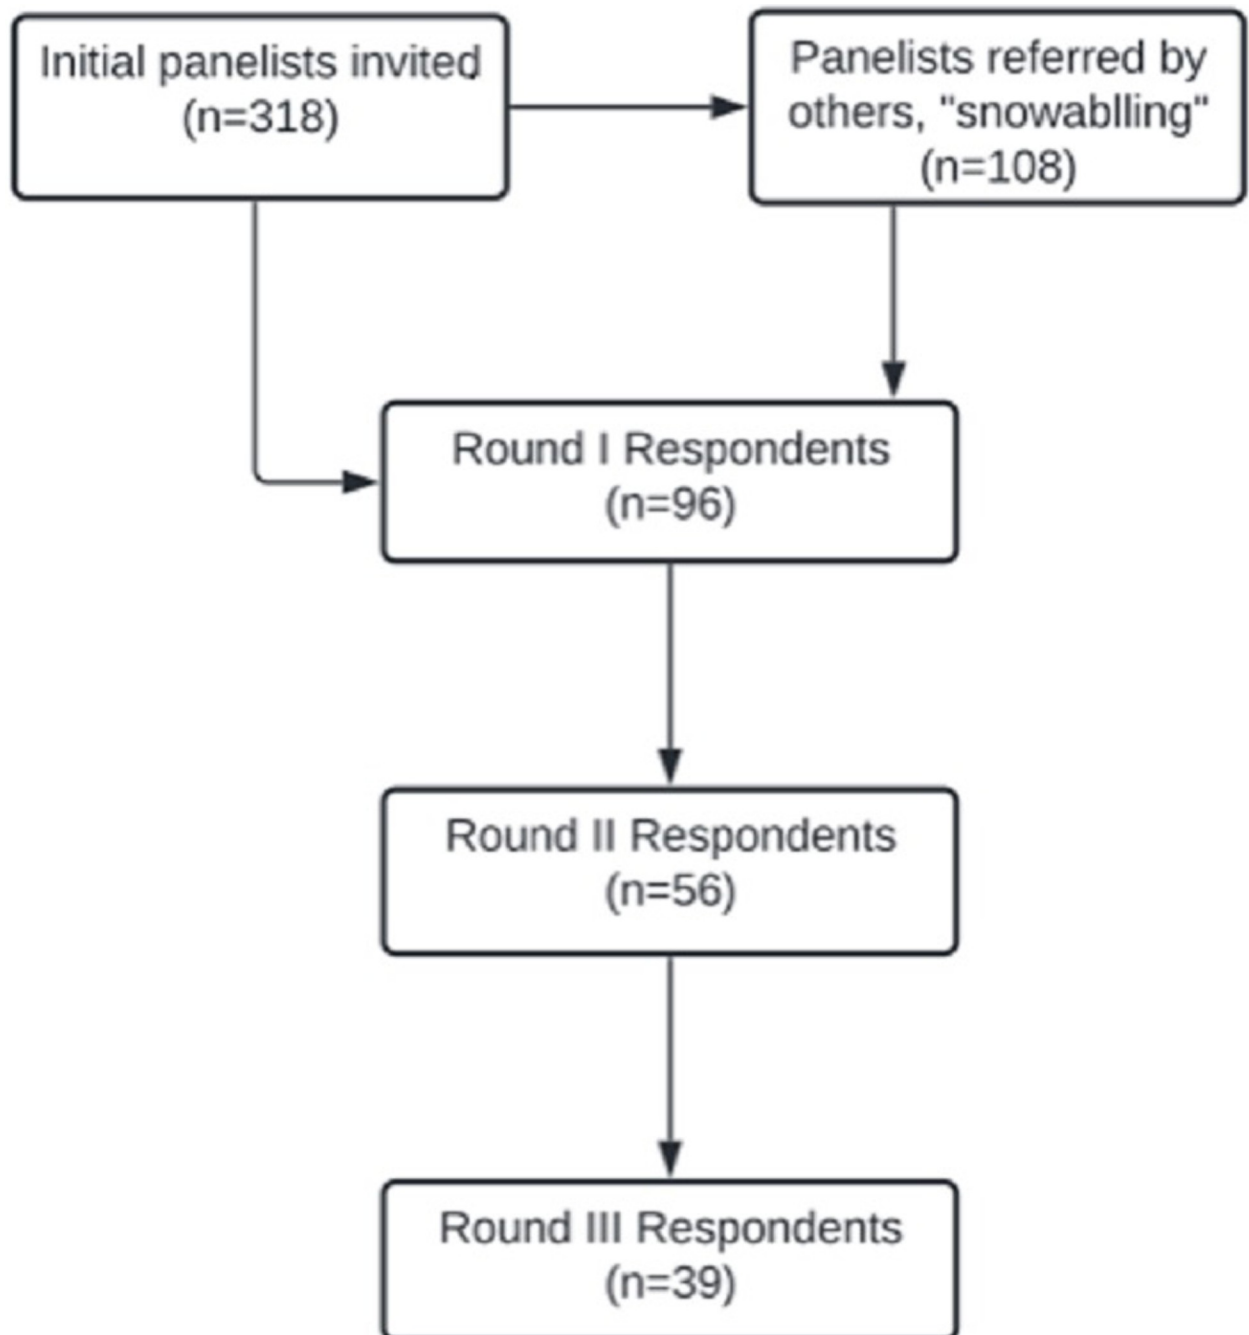 Initial panelists invited
(n=318)
Panelists referred by
others, "snowablling"
(n=108)
Round I Respondents
(n=96)
Round II Respondents
(n=56)
Round III Respondents
(n=39)